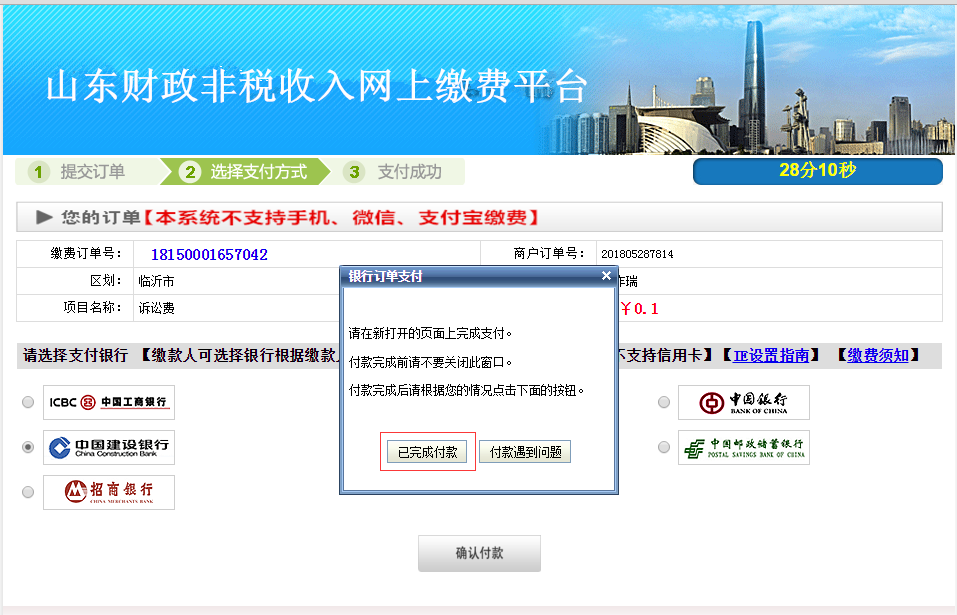 山东财政非税收入网上缴费平台
1 提交订单 2 选择支付方式 3 支付成功 28分10秒
您的订单【本系统不支持手机、微信、支付宝缴费】
缴费订单号： 18150001657042 商户订单号： 201805287814
银行订单支付
区划： 临沂市 瑞
项目名称： 诉讼费 ￥0.1
请在新打开的页面上完成支付。
请选择支付银行 【缴款人可选择银行根据缴款 不支持信用卡】【IE设置指南】 【缴费须知】
付款完成前请不要关闭此窗口。
付款完成后请根据您的情况点击下面的按钮。
ICBC 中国工商银行 中国银行
BANK OF CHINA
已完成付款 付款遇到问题
中国建设银行 中国邮政储蓄银行
China Construction Bank POSTAL SAVINGS BANK OF CHINA
招商银行
CHINA MERCHANTS BANK
确认付款